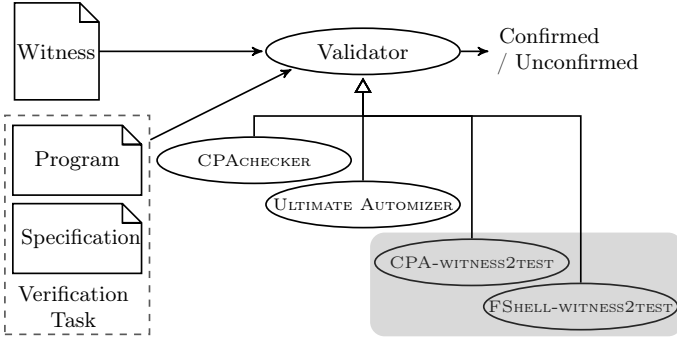 Witness
Validator
Confirmed
/ Unconfirmed
Program
CPACHECKER
ULTIMATE AUTOMIZER
Specification
CPA-WITNESS2TEST
Verification
Task
FSHELL-WITNESS2TEST